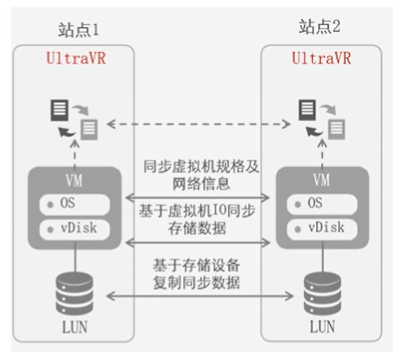 站点1
站点2
UltraVR
UltraVR
同步虚拟机规格及
网络信息
VM
VM
OS
OS
基于虚拟机IO同步
存储数据
vDisk
vDisk
基于存储设备
复制同步数据
LUN
LUN